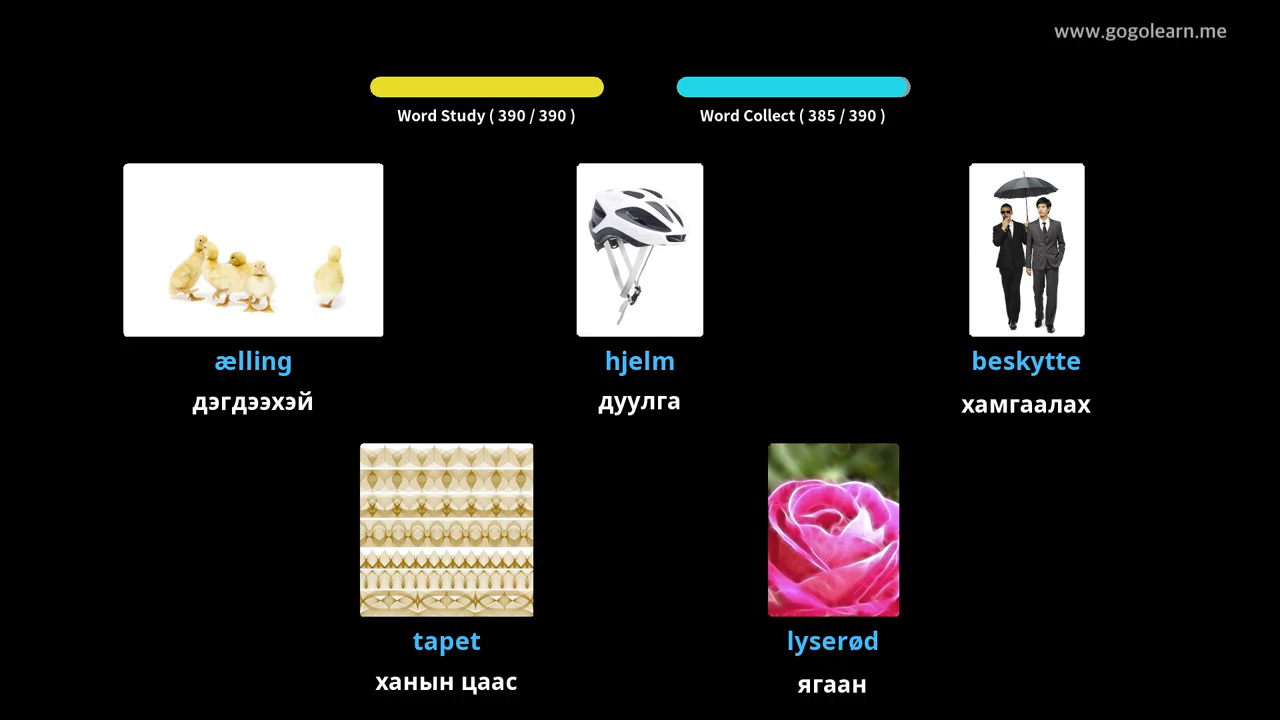 www.gogolearn.me
Word Study ( 390 / 390 )
Word Collect ( 385 / 390 )
ælling
hjelm
beskytte
дэгдээхэй
дуулга
хамгаалах
tapet
lyserød
ханын цаас
ягаан